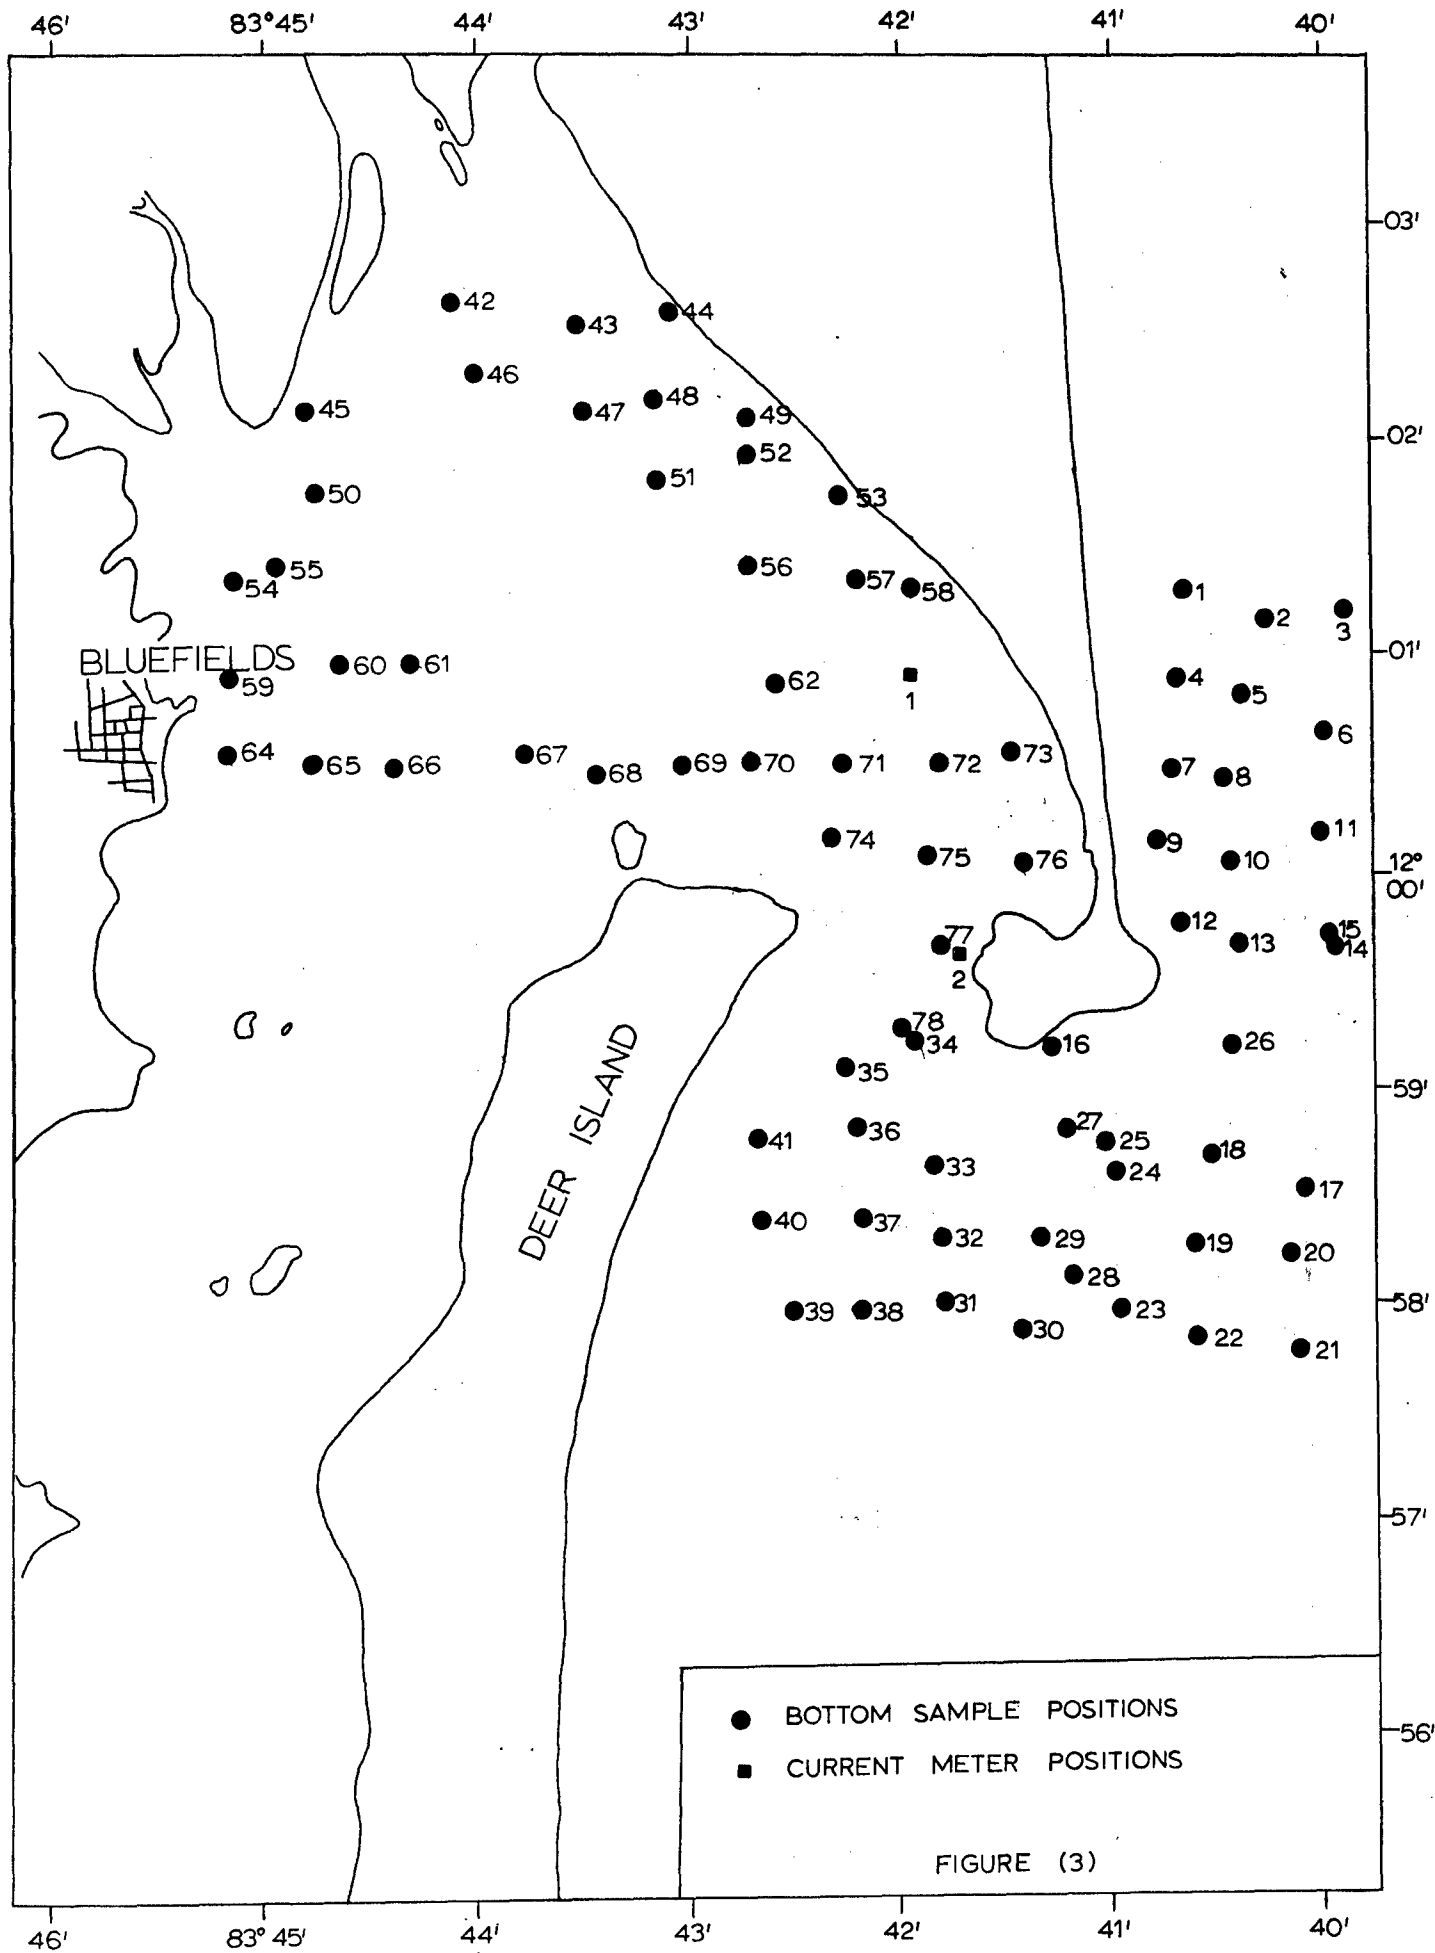 46' 83°45' 44' 43' 42' 41' 40'
03'
42 43 44
46
45 47 48 49
02'
52
51
50 53
56 57 58
55
54
1 2 3
BLUEFIELDS
01'
59 60 61 62 1 4 5
6
64 65 66 67 68 69 70 71 72 73 7 8
74 75 76 9 10 11
12°
00'
77 12 13 15
14
2
78
34 16 26
35
59'
41 36 27 25 18
33 24 17
DEER ISLAND
40 37 32 29 19 20
28
58'
39 38 31 30 23 22 21
57'
BOTTOM SAMPLE POSITIONS
56'
CURRENT METER POSITIONS
FIGURE (3)
46' 83°45' 44' 43' 42' 41' 40'